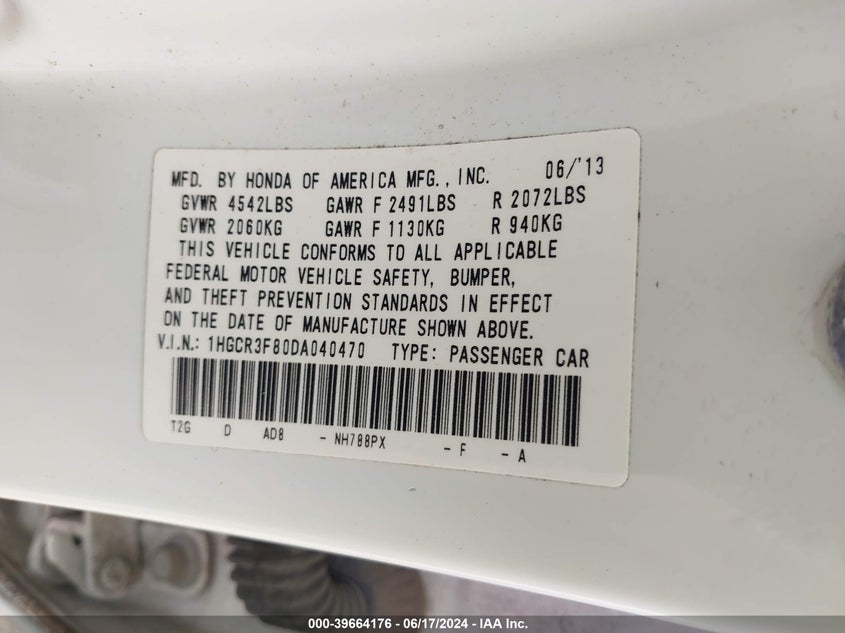 MFD. BY HONDA OF AMERICA MFG., INC. 06/'13
GVWR 4542LBS GAWR F 2491LBS R 2072LBS
GVWR 2060KG GAWR F 1130KG R 940KG
THIS VEHICLE CONFORMS TO ALL APPLICABLE
FEDERAL MOTOR VEHICLE SAFETY, BUMPER,
AND THEFT PREVENTION STANDARDS IN EFFECT
ON THE DATE OF MANUFACTURE SHOWN ABOVE.
V.I.N.: 1HGCR3F80DA040470 TYPE: PASSENGER CAR
T2G D AD8 - NH788PX - F - A
000-39664176 - 06/17/2024 - IAA Inc.